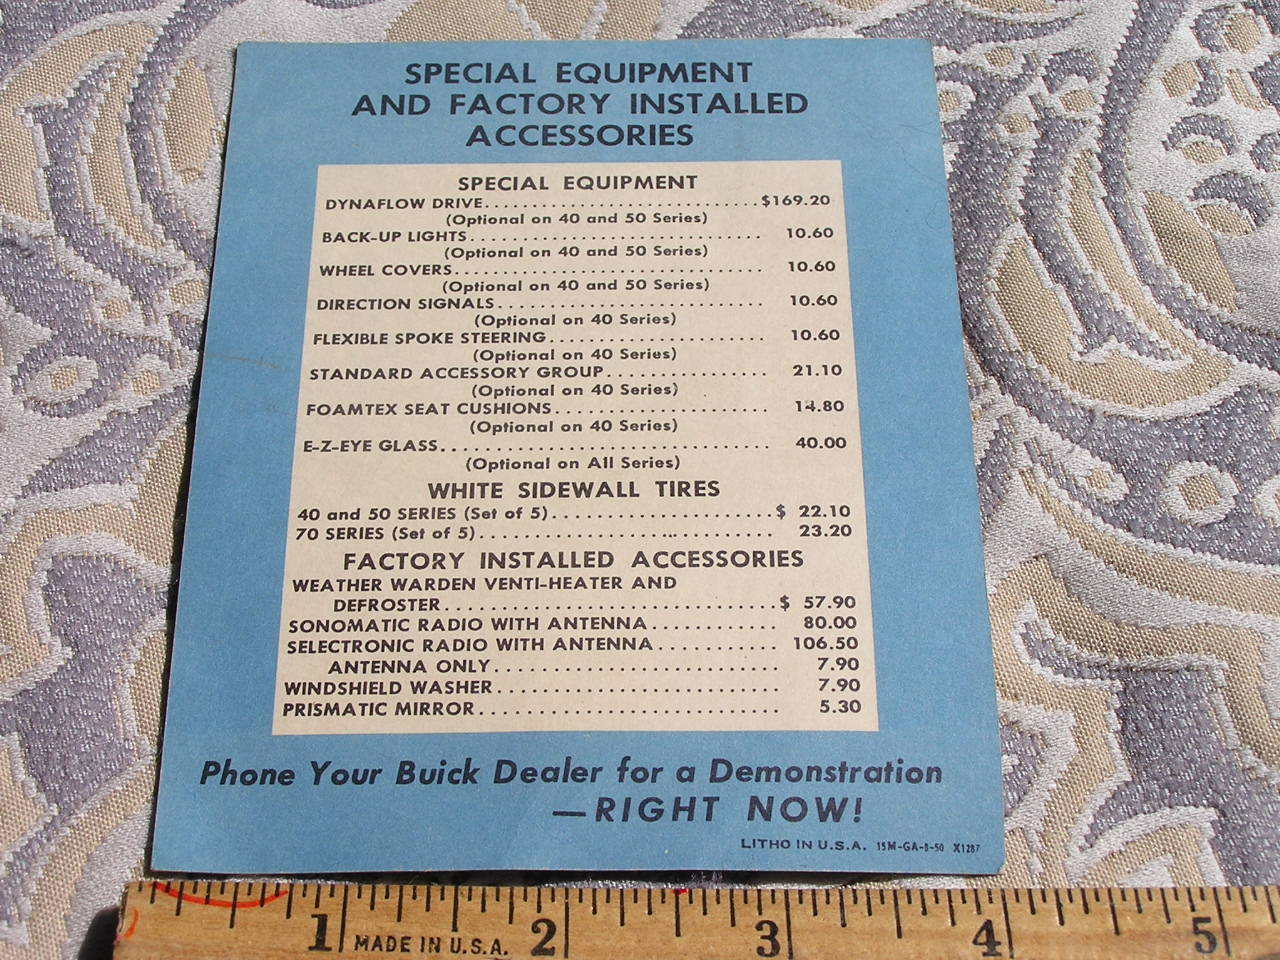 SPECIAL EQUIPMENT
AND FACTORY INSTALLED
ACCESSORIES
SPECIAL EQUIPMENT
DYNAFLOW DRIVE............................$169.20
(Optional on 40 and 50 Series)
BACK-UP LIGHTS.............................. 10.60
(Optional on 40 and 50 Series)
WHEEL COVERS................................ 10.60
(Optional on 40 and 50 Series)
DIRECTION SIGNALS........................... 10.60
(Optional on 40 Series)
FLEXIBLE SPOKE STEERING..................... 10.60
(Optional on 40 Series)
STANDARD ACCESSORY GROUP................ 21.10
(Optional on 40 Series)
FOAMTEX SEAT CUSHIONS..................... 14.80
(Optional on 40 Series)
E-Z-EYE GLASS................................. 40.00
(Optional on All Series)
WHITE SIDEWALL TIRES
40 and 50 SERIES (Set of 5).......................$ 22.10
70 SERIES (Set of 5).............................. 23.20
FACTORY INSTALLED ACCESSORIES
WEATHER WARDEN VENTI-HEATER AND
DEFROSTER..................................$ 57.90
SONOMATIC RADIO WITH ANTENNA............ 80.00
SELECTRONIC RADIO WITH ANTENNA............ 106.50
ANTENNA ONLY............................. 7.90
WINDSHIELD WASHER............................ 7.90
PRISMATIC MIRROR.............................. 5.30
Phone Your Buick Dealer for a Demonstration
—RIGHT NOW!
LITHO IN U.S.A. 15M-GA-8-50 X1287
1 2 3 4 5
MADE IN U.S.A.